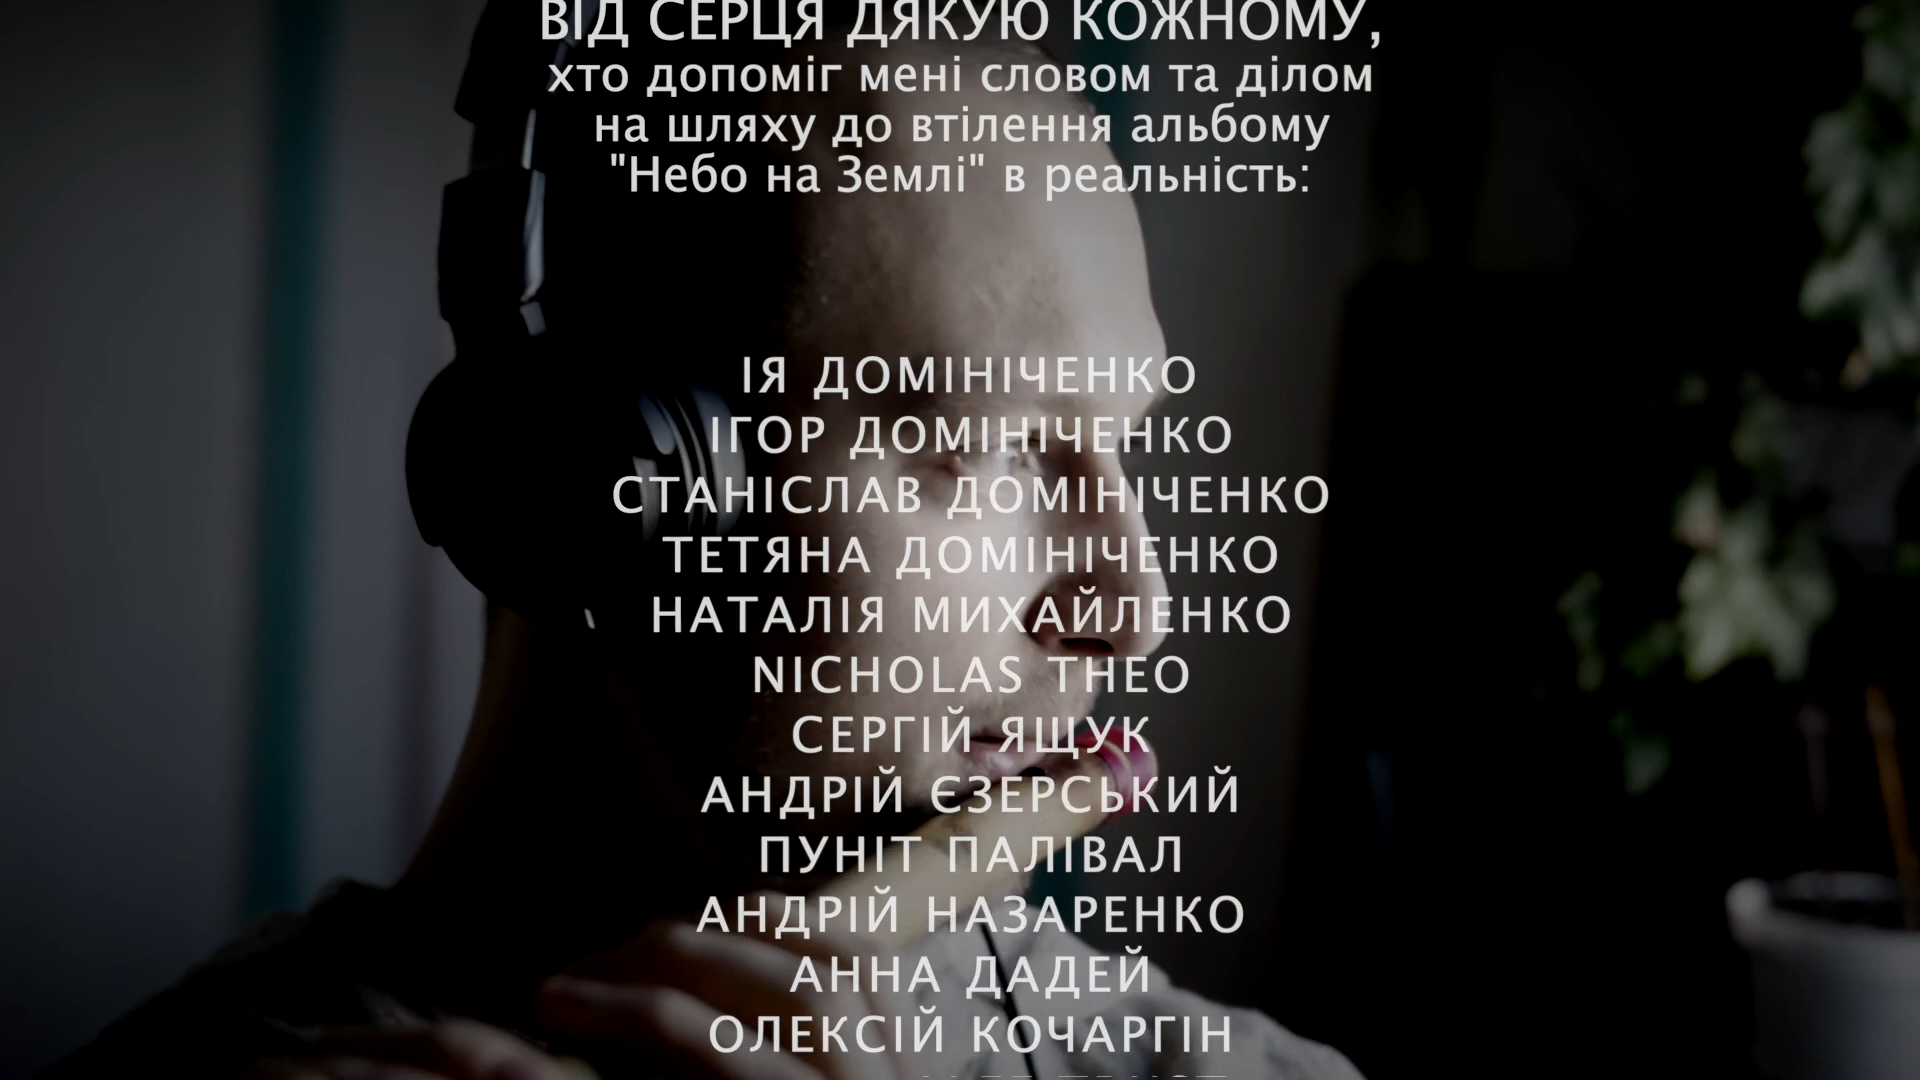 ВІД СЕРЦЯ ДЯКУЮ КОЖНОМУ,
хто допоміг мені словом та ділом
на шляху до втілення альбому
"Небо на Землі" в реальність:
ІЯ ДОМІНІЧЕНКО
ІГОР ДОМІНІЧЕНКО
СТАНІСЛАВ ДОМІНІЧЕНКО
ТЕТЯНА ДОМІНІЧЕНКО
НАТАЛІЯ МИХАЙЛЕНКО
NICHOLAS THEO
СЕРГІЙ ЯЩУК
АНДРІЙ ЄЗЕРСЬКИЙ
ПУНІТ ПАЛІВАЛ
АНДРІЙ НАЗАРЕНКО
АННА ДАДЕЙ
ОЛЕКСІЙ КОЧАРГІН